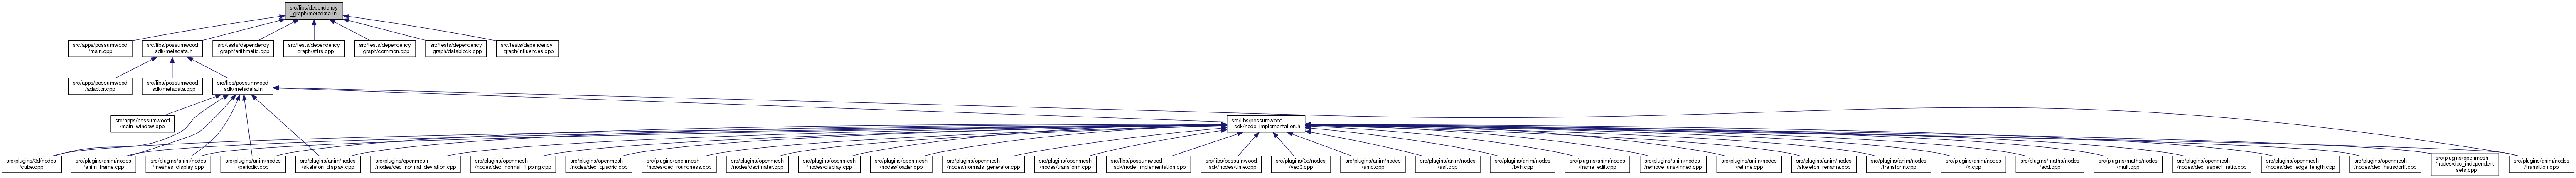 src/libs/dependency
_graph/metadata.inl
src/apps/possumwood
/main.cpp
src/libs/possumwood
_sdk/metadata.h
src/tests/dependency
_graph/arithmetic.cpp
src/tests/dependency
_graph/attrs.cpp
src/tests/dependency
_graph/common.cpp
src/tests/dependency
_graph/datablock.cpp
src/tests/dependency
_graph/influences.cpp
src/apps/possumwood
/adaptor.cpp
src/libs/possumwood
_sdk/metadata.cpp
src/libs/possumwood
_sdk/metadata.inl
src/apps/possumwood
/main_window.cpp
src/libs/possumwood
_sdk/node_implementation.h
src/plugins/3d/nodes
/cube.cpp
src/plugins/anim/nodes
/anim_frame.cpp
src/plugins/anim/nodes
/meshes_display.cpp
src/plugins/anim/nodes
/periodic.cpp
src/plugins/anim/nodes
/skeleton_display.cpp
src/plugins/openmesh
/nodes/dec_normal_deviation.cpp
src/plugins/openmesh
/nodes/dec_normal_flipping.cpp
src/plugins/openmesh
/nodes/dec_quadric.cpp
src/plugins/openmesh
/nodes/dec_roundness.cpp
src/plugins/openmesh
/nodes/decimater.cpp
src/plugins/openmesh
/nodes/display.cpp
src/plugins/openmesh
/nodes/loader.cpp
src/plugins/openmesh
/nodes/normals_generator.cpp
src/plugins/openmesh
/nodes/transform.cpp
src/libs/possumwood
_sdk/node_implementation.cpp
src/libs/possumwood
_sdk/nodes/time.cpp
src/plugins/3d/nodes
/vec3.cpp
src/plugins/anim/nodes
/amc.cpp
src/plugins/anim/nodes
/asf.cpp
src/plugins/anim/nodes
/bvh.cpp
src/plugins/anim/nodes
/frame_edit.cpp
src/plugins/anim/nodes
/remove_unskinned.cpp
src/plugins/anim/nodes
/retime.cpp
src/plugins/anim/nodes
/skeleton_rename.cpp
src/plugins/anim/nodes
/transform.cpp
src/plugins/anim/nodes
/x.cpp
src/plugins/maths/nodes
/add.cpp
src/plugins/maths/nodes
/mult.cpp
src/plugins/openmesh
/nodes/dec_aspect_ratio.cpp
src/plugins/openmesh
/nodes/dec_edge_length.cpp
src/plugins/openmesh
/nodes/dec_hausdorff.cpp
src/plugins/openmesh
/nodes/dec_independent
_sets.cpp
src/plugins/anim/nodes
/transition.cpp